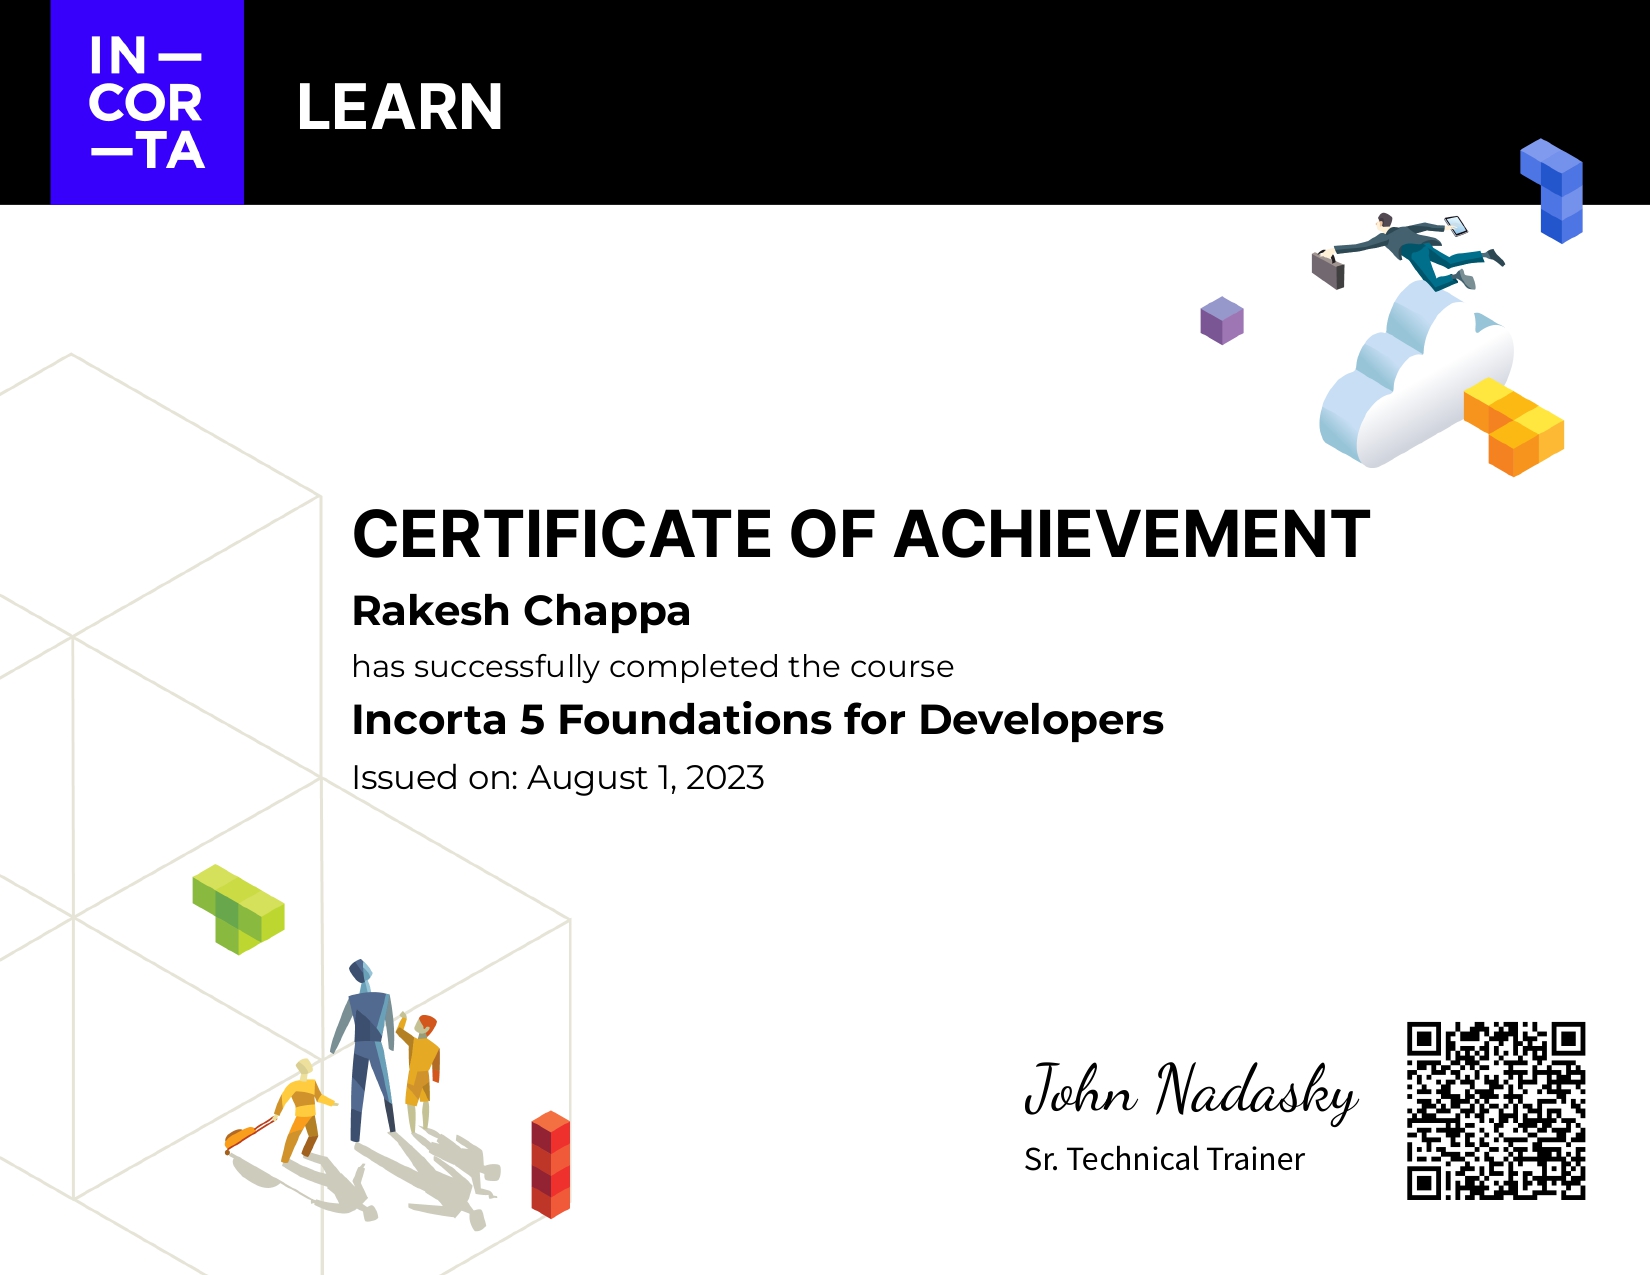 IN—
COR
—TA
LEARN
CERTIFICATE OF ACHIEVEMENT
Rakesh Chappa
has successfully completed the course
Incorta 5 Foundations for Developers
Issued on: August 1, 2023
John Nadasky
Sr. Technical Trainer